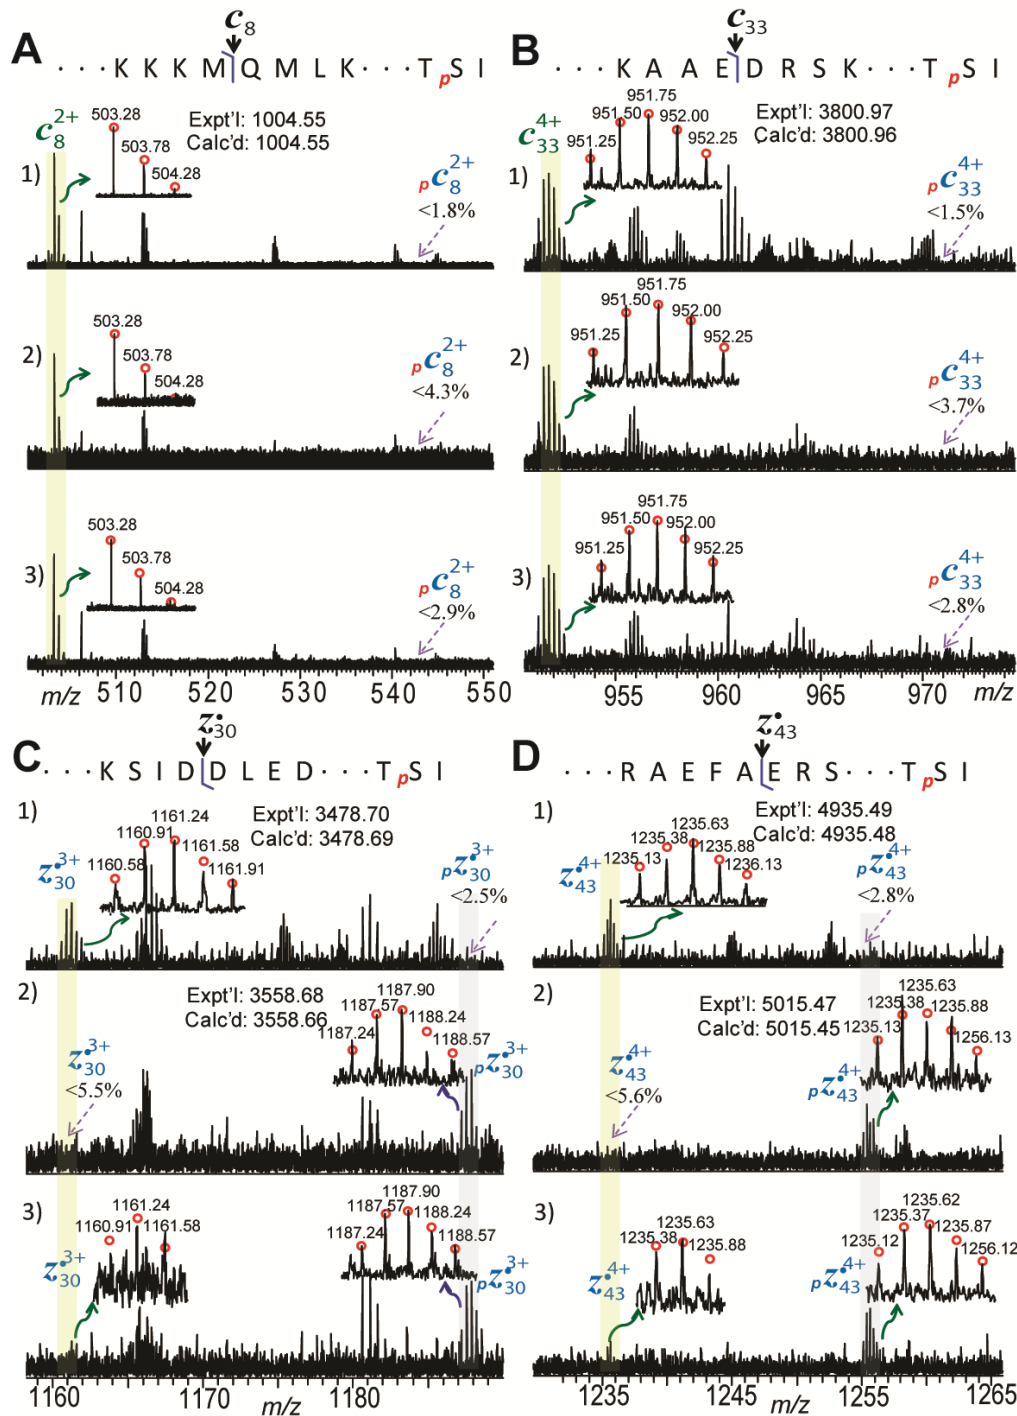 A
c8
· · · K K K M Q M L K · · · T pS I
c8 2+
503.28
503.78
504.28
Expt'l: 1004.55
Calc'd: 1004.55
1)
pc8 2+
<1.8%
503.28
503.78
504.28
2)
pc8 2+
<4.3%
503.28
503.78
504.28
3)
pc8 2+
<2.9%
m/z 510 520 530 540 550
B
c33
· · · K A A E D R S K · · · T pS I
c33 4+
951.25
951.50
951.75
952.00
952.25
Expt'l: 3800.97
Calc'd: 3800.96
1)
pc33 4+
<1.5%
951.25
951.50
951.75
952.00
952.25
2)
pc33 4+
<3.7%
951.25
951.50
951.75
952.00
952.25
3)
pc33 4+
<2.8%
955 960 965 970 m/z
C
z•30
· · · K S I D D L E D · · · T pS I
1)
1160.58
1160.91
1161.24
1161.58
1161.91
Expt'l: 3478.70
Calc'd: 3478.69
z•30 3+
pz•30 3+
<2.5%
2)
Expt'l: 3558.68
Calc'd: 3558.66
1187.24
1187.57
1187.90
1188.24
1188.57
z•30 3+
<5.5%
pz•30 3+
3)
1160.91
1161.24
1161.58
1187.24
1187.57
1187.90
1188.24
1188.57
z•30 3+
pz•30 3+
1160 1170 1180
m/z
D
z•43
· · · R A E F A E R S · · · T pS I
1)
1235.13
1235.38
1235.63
1235.88
1236.13
Expt'l: 4935.49
Calc'd: 4935.48
z•43 4+
pz•43 4+
<2.8%
2)
Expt'l: 5015.47
Calc'd: 5015.45
1235.13
1235.38
1235.63
1235.88
1256.13
z•43 4+
<5.6%
pz•43 4+
3)
1235.38
1235.63
1235.88
1235.12
1235.37
1235.62
1235.87
1256.12
z•43 4+
pz•43 4+
1235 1245 1255 1265
m/z